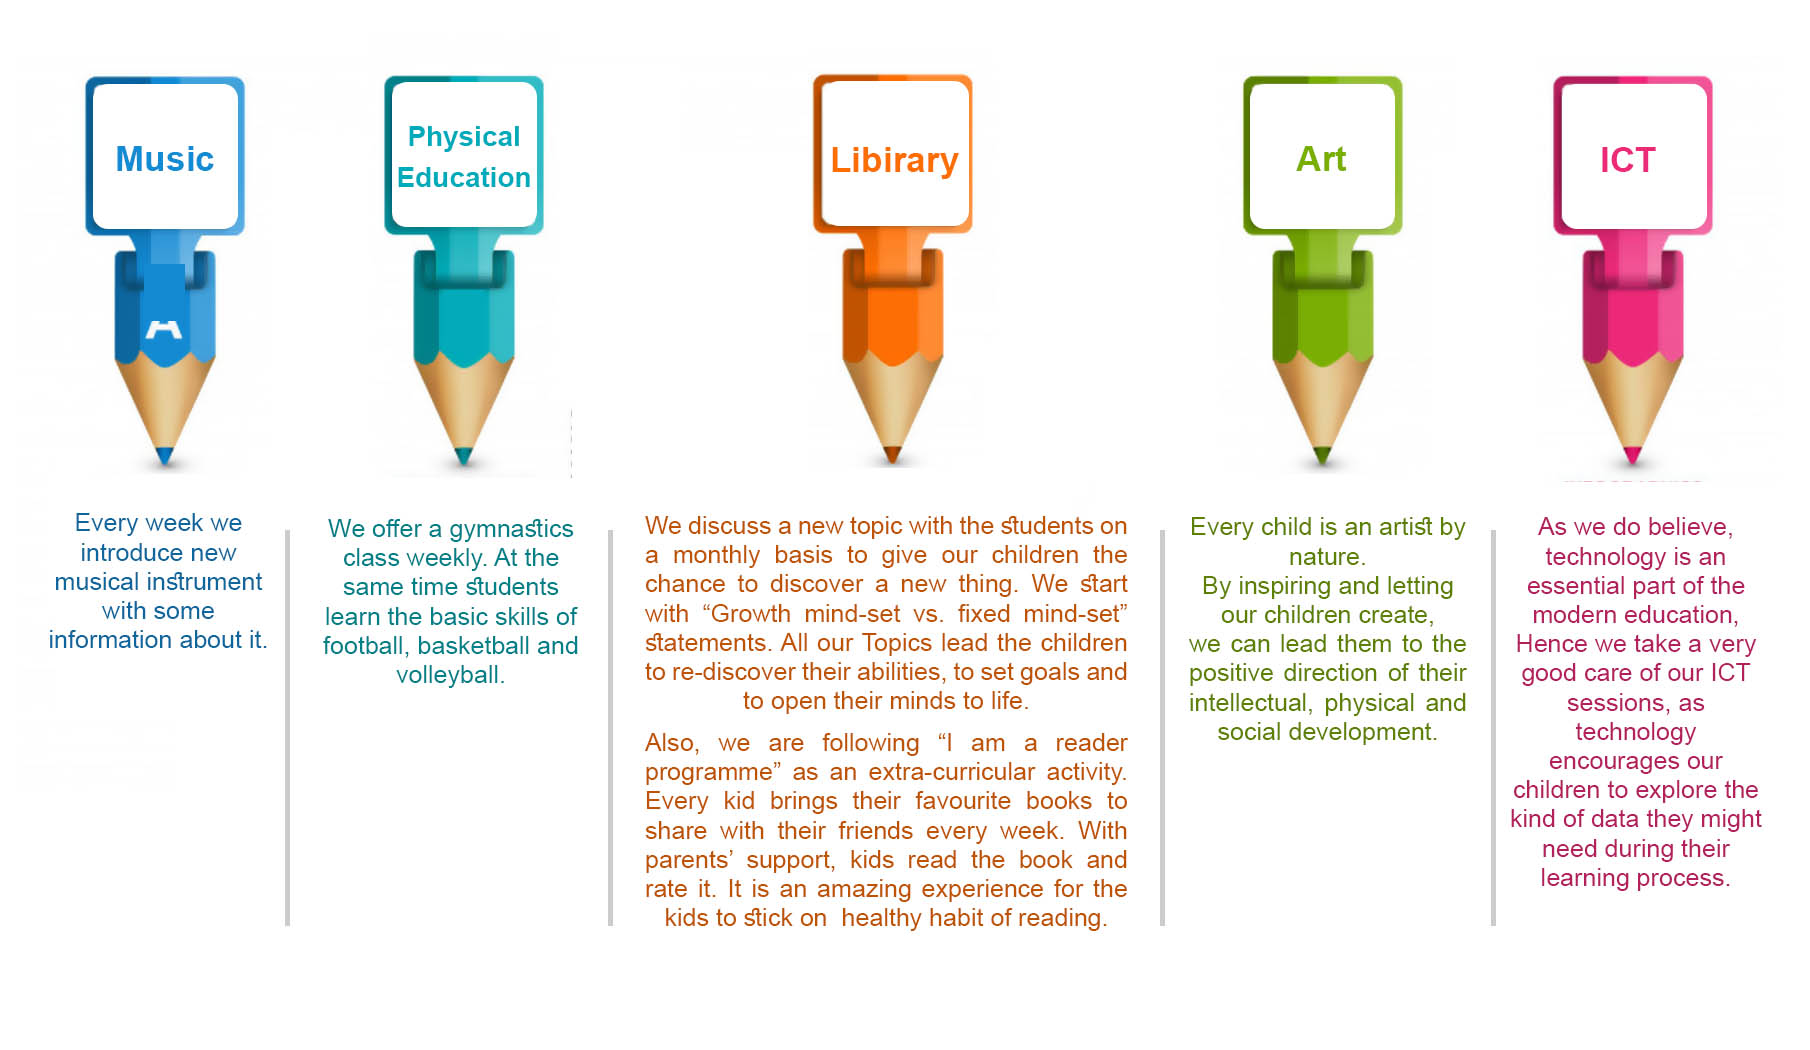 Music
Physical
Education
Libirary
Art
ICT
Every week we
introduce new
musical instrument
with some
information about it.
We offer a gymnastics
class weekly. At the
same time students
learn the basic skills of
football, basketball and
volleyball.
We discuss a new topic with the students on
a monthly basis to give our children the
chance to discover a new thing. We start
with “Growth mind-set vs. fixed mind-set”
statements. All our Topics lead the children
to re-discover their abilities, to set goals and
to open their minds to life.
Also, we are following “I am a reader
programme” as an extra-curricular activity.
Every kid brings their favourite books to
share with their friends every week. With
parents’ support, kids read the book and
rate it. It is an amazing experience for the
kids to stick on  healthy habit of reading.
Every child is an artist by
nature.
By inspiring and letting
our children create,
we can lead them to the
positive direction of their
intellectual, physical and
social development.
As we do believe,
technology is an
essential part of the
modern education,
Hence we take a very
good care of our ICT
sessions, as
technology
encourages our
children to explore the
kind of data they might
need during their
learning process.